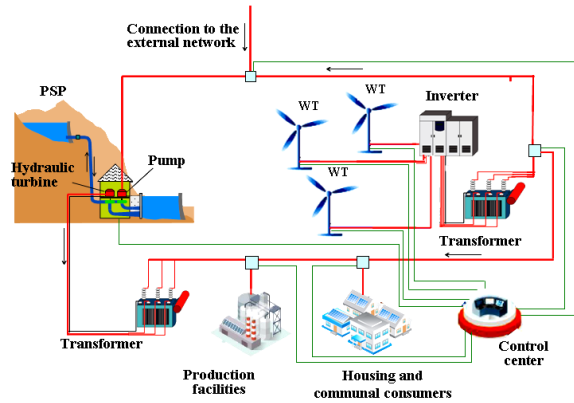 Connection to the
external network
PSP
WT
WT
Inverter
Hydraulic
turbine
Pump
WT
Transformer
Transformer
Production
facilities
Housing and
communal consumers
Control
center